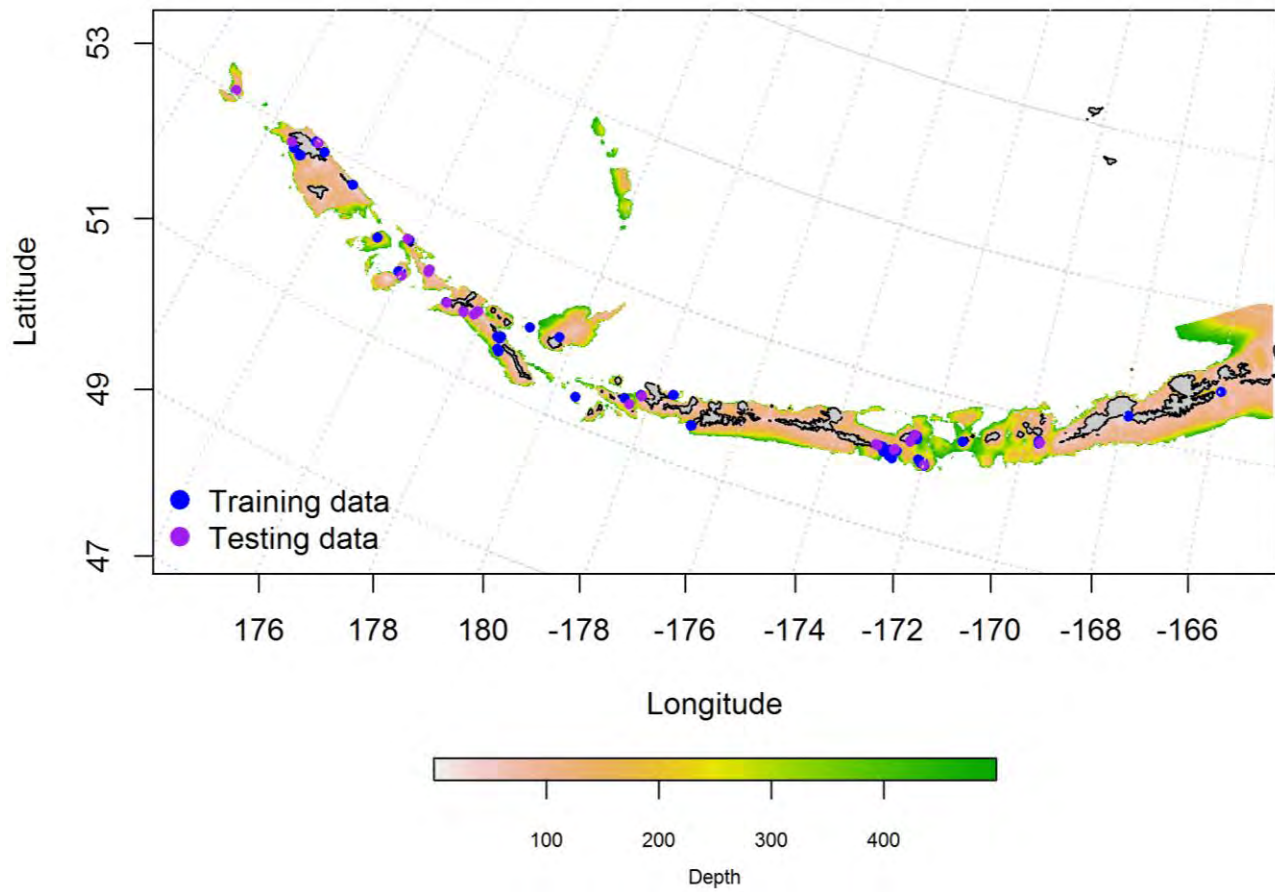 53
51
49
47
Latitude
Training data
Testing data
176 178 180 -178 -176 -174 -172 -170 -168 -166
Longitude
100 200 300 400
Depth